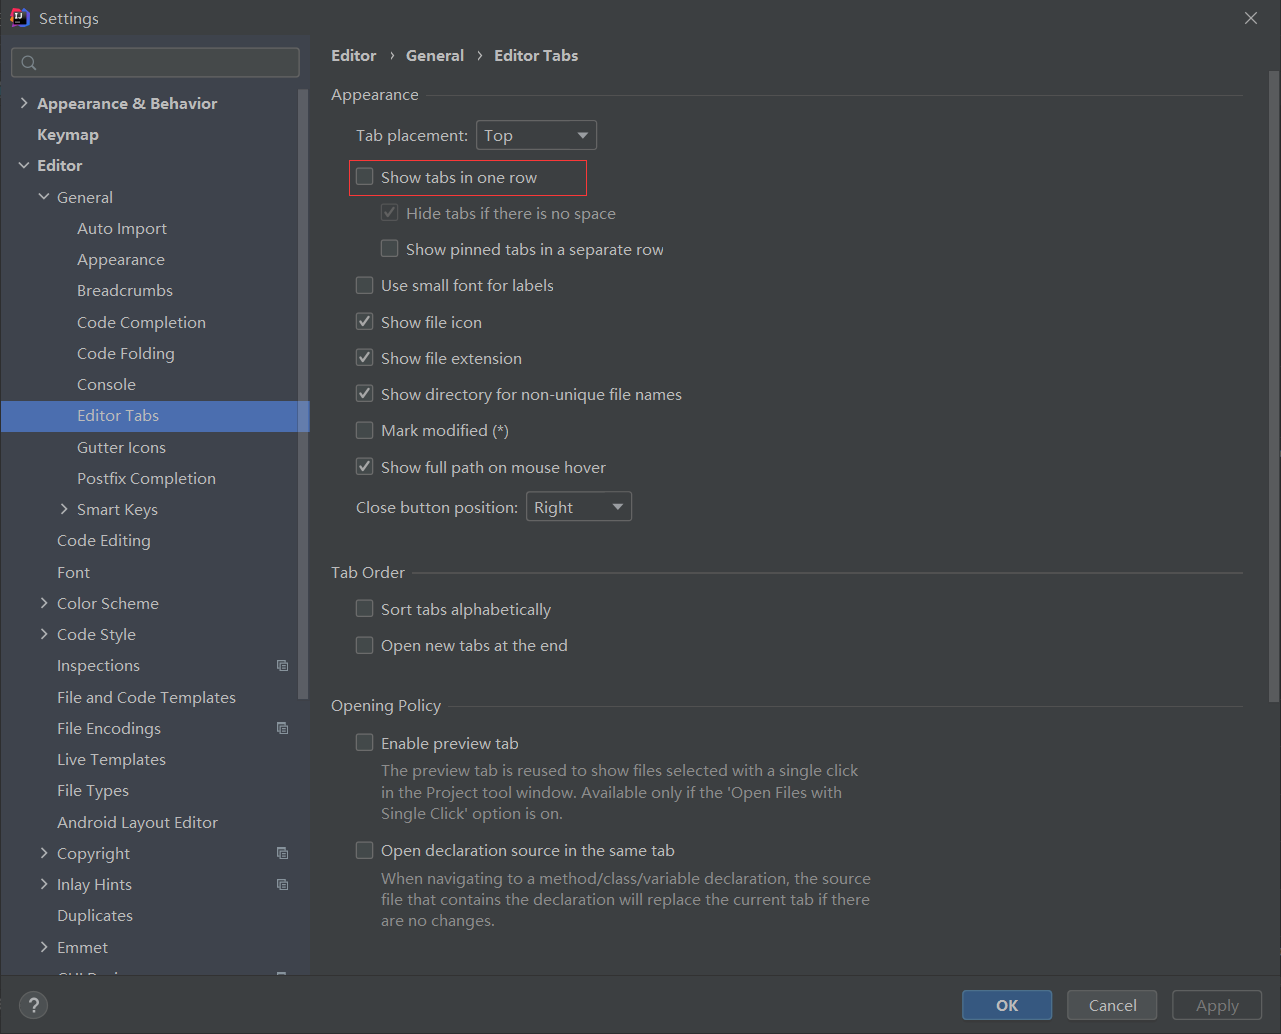 Settings
Appearance & Behavior
Keymap
Editor
General
Auto Import
Appearance
Breadcrumbs
Code Completion
Code Folding
Console
Editor Tabs
Gutter Icons
Postfix Completion
Smart Keys
Code Editing
Font
Color Scheme
Code Style
Inspections
File and Code Templates
File Encodings
Live Templates
File Types
Android Layout Editor
Copyright
Inlay Hints
Duplicates
Emmet
Editor › General › Editor Tabs
Appearance
Tab placement: Top
Show tabs in one row
Hide tabs if there is no space
Show pinned tabs in a separate row
Use small font for labels
Show file icon
Show file extension
Show directory for non-unique file names
Mark modified (*)
Show full path on mouse hover
Close button position: Right
Tab Order
Sort tabs alphabetically
Open new tabs at the end
Opening Policy
Enable preview tab
The preview tab is reused to show files selected with a single click
in the Project tool window. Available only if the 'Open Files with
Single Click' option is on.
Open declaration source in the same tab
When navigating to a method/class/variable declaration, the source
file that contains the declaration will replace the current tab if there
are no changes.
?
OK
Cancel
Apply